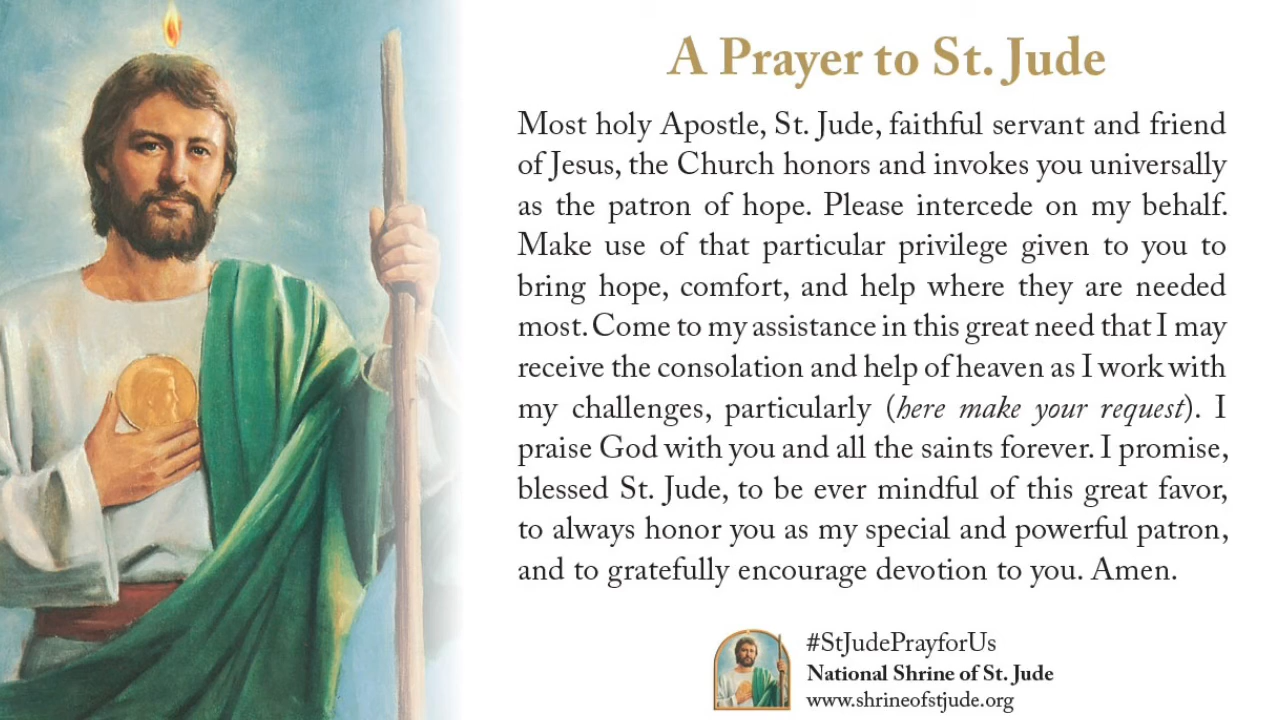 A Prayer to St. Jude
Most holy Apostle, St. Jude, faithful servant and friend
of Jesus, the Church honors and invokes you universally
as the patron of hope. Please intercede on my behalf.
Make use of that particular privilege given to you to
bring hope, comfort, and help where they are needed
most. Come to my assistance in this great need that I may
receive the consolation and help of heaven as I work with
my challenges, particularly (here make your request). I
praise God with you and all the saints forever. I promise,
blessed St. Jude, to be ever mindful of this great favor,
to always honor you as my special and powerful patron,
and to gratefully encourage devotion to you. Amen.
#StJudePrayforUs
National Shrine of St. Jude
www.shrineofstjude.org